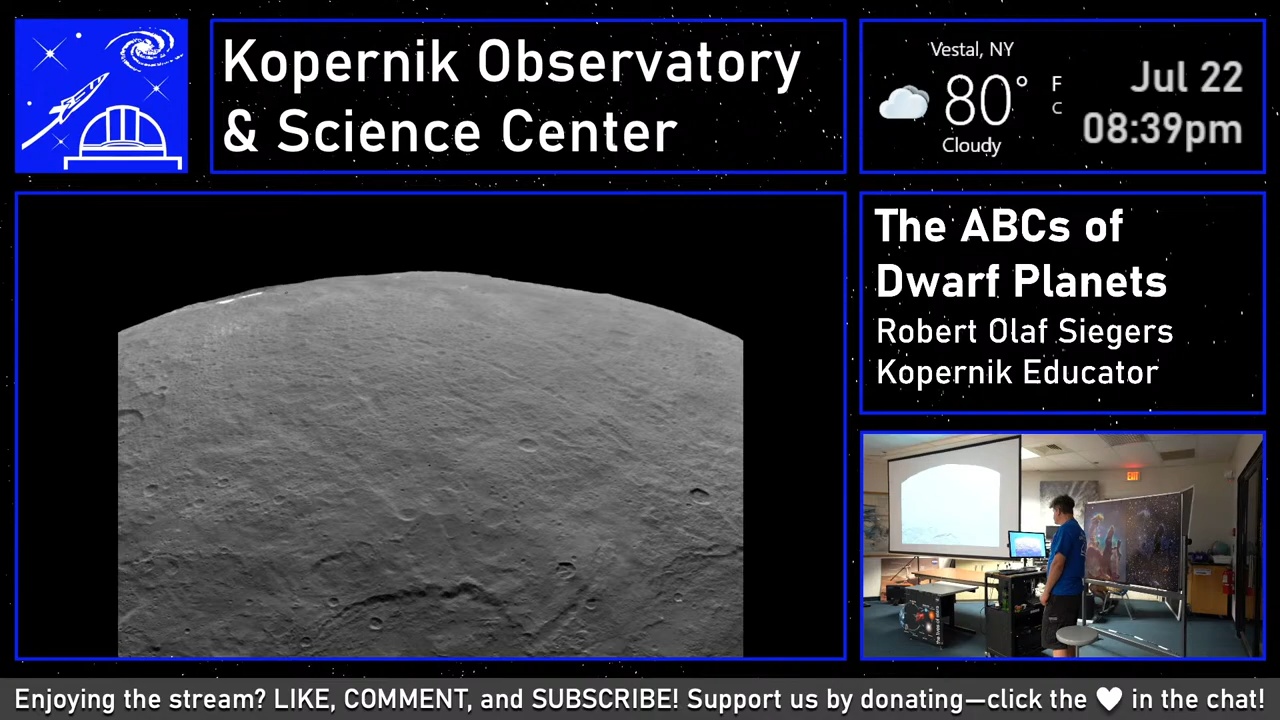 Kopernik Observatory
& Science Center
Vestal, NY
80° F
C
Cloudy
Jul 22
08:39pm
The ABCs of
Dwarf Planets
Robert Olaf Siegers
Kopernik Educator
EXIT
Enjoying the stream? LIKE, COMMENT, and SUBSCRIBE! Support us by donating—click the ♥ in the chat!